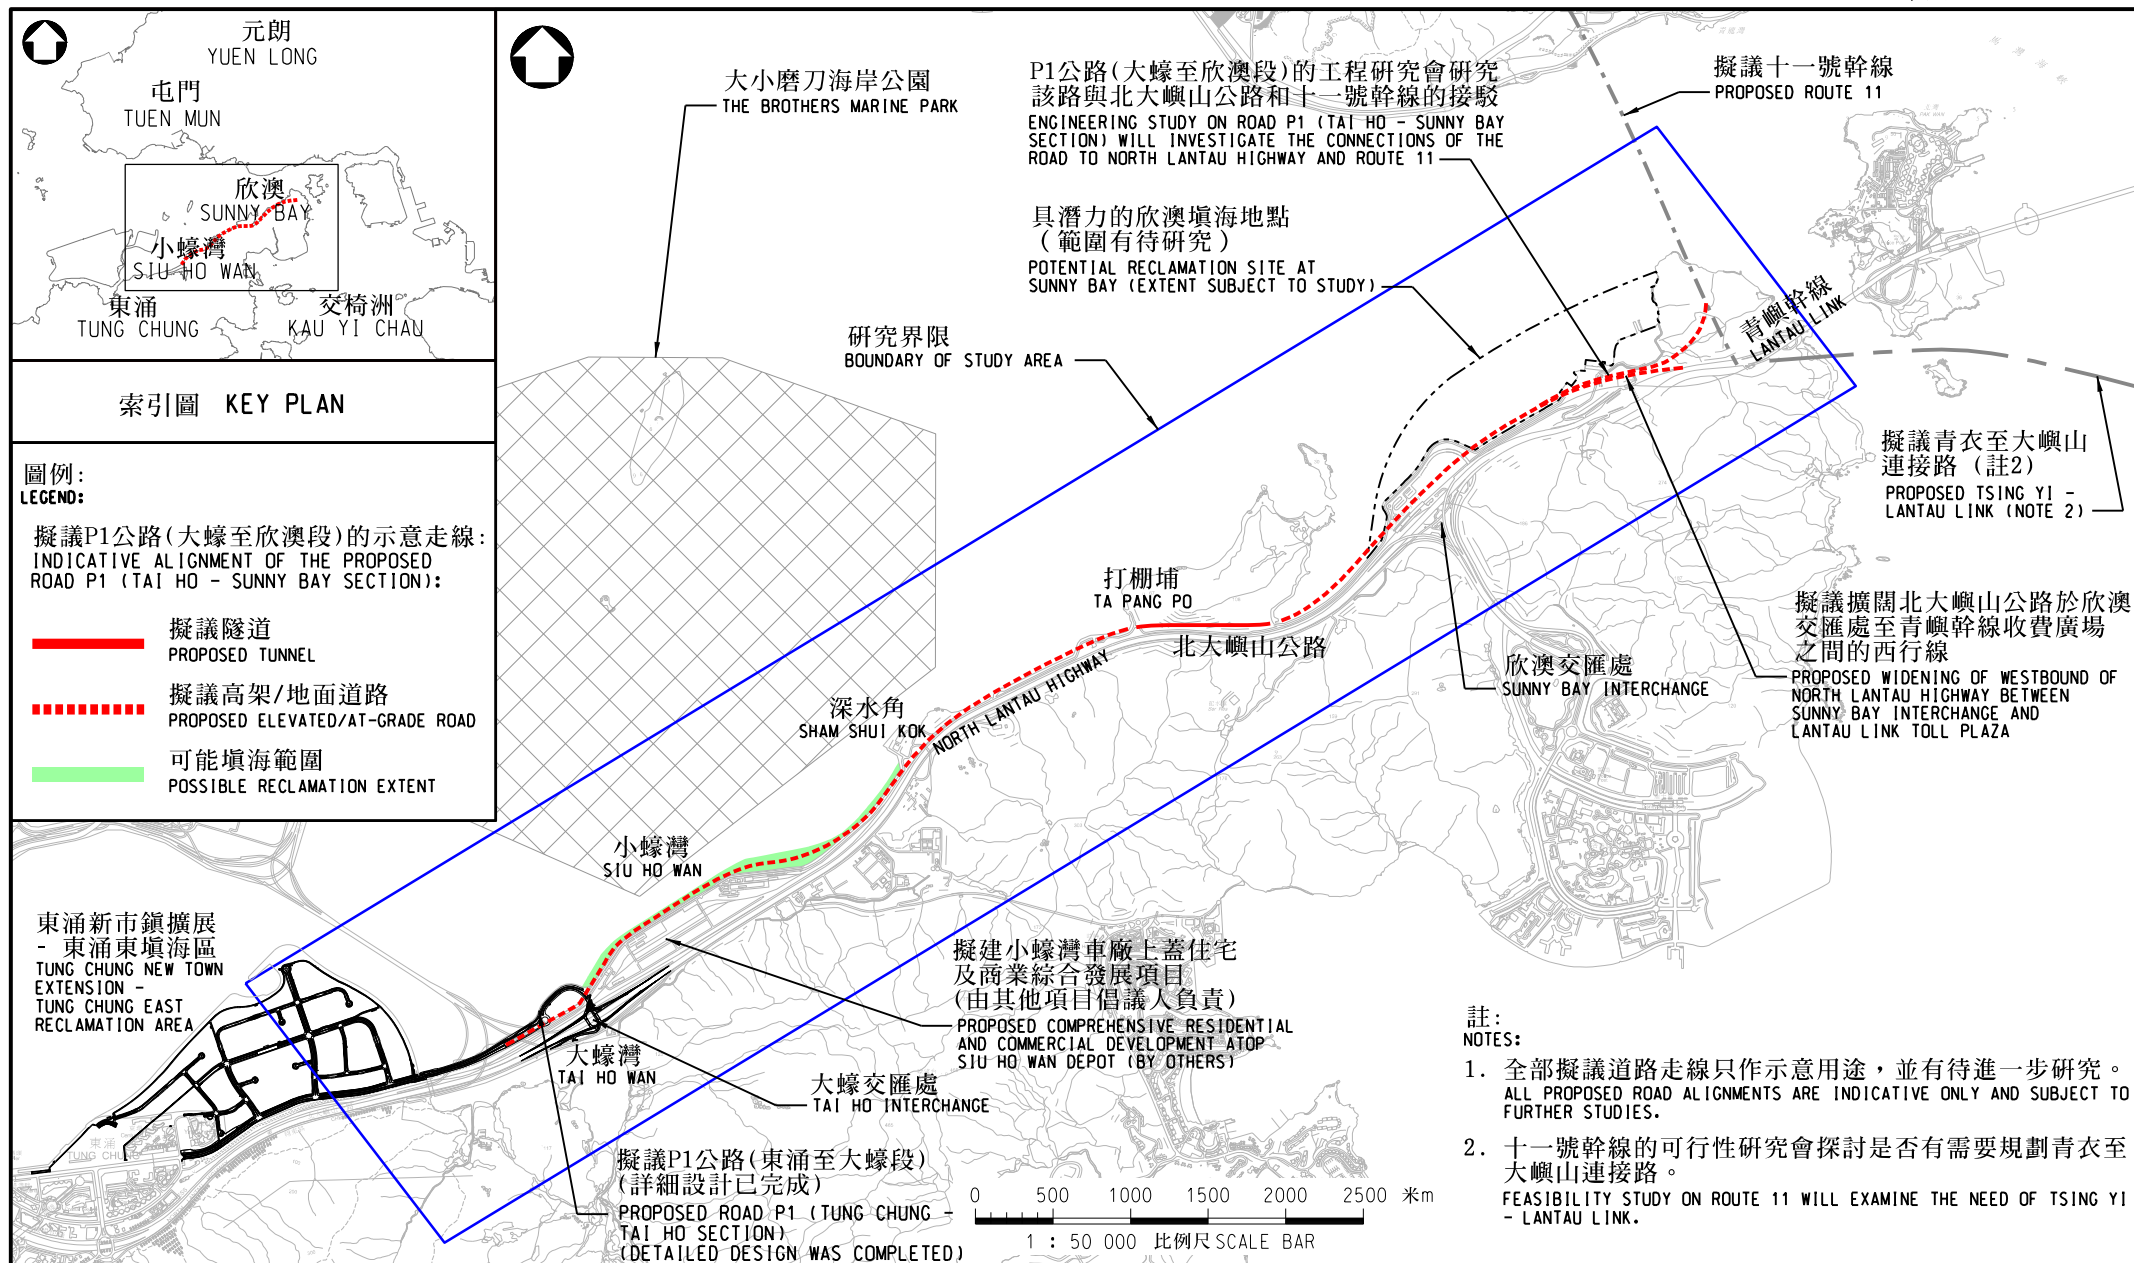 元朗
YUEN LONG
屯門
TUEN MUN
欣澳
SUNNY BAY
小蠔灣
SIU HO WAN
東涌
TUNG CHUNG
交椅洲
KAU YI CHAU
索引圖 KEY PLAN
圖例:
LEGEND:
擬議P1公路(大蠔至欣澳段)的示意走線:
INDICATIVE ALIGNMENT OF THE PROPOSED
ROAD P1 (TAI HO - SUNNY BAY SECTION):
擬議隧道
PROPOSED TUNNEL
擬議高架/地面道路
PROPOSED ELEVATED/AT-GRADE ROAD
可能填海範圍
POSSIBLE RECLAMATION EXTENT
大小磨刀海岸公園
THE BROTHERS MARINE PARK
P1公路(大蠔至欣澳段)的工程研究會研究
該路與北大嶼山公路和十一號幹線的接駁
ENGINEERING STUDY ON ROAD P1 (TAI HO - SUNNY BAY
SECTION) WILL INVESTIGATE THE CONNECTIONS OF THE
ROAD TO NORTH LANTAU HIGHWAY AND ROUTE 11
擬議十一號幹線
PROPOSED ROUTE 11
具潛力的欣澳填海地點
(範圍有待研究)
POTENTIAL RECLAMATION SITE AT
SUNNY BAY (EXTENT SUBJECT TO STUDY)
研究界限
BOUNDARY OF STUDY AREA
青嶼幹線
LANTAU LINK
擬議青衣至大嶼山
連接路 (註2)
PROPOSED TSING YI -
LANTAU LINK (NOTE 2)
打棚埔
TA PANG PO
北大嶼山公路
NORTH LANTAU HIGHWAY
欣澳交匯處
SUNNY BAY INTERCHANGE
擬議擴闊北大嶼山公路於欣澳
交匯處至青嶼幹線收費廣場
之間的西行線
PROPOSED WIDENING OF WESTBOUND OF
NORTH LANTAU HIGHWAY BETWEEN
SUNNY BAY INTERCHANGE AND
LANTAU LINK TOLL PLAZA
深水角
SHAM SHUI KOK
小蠔灣
SIU HO WAN
東涌新市鎮擴展
- 東涌東填海區
TUNG CHUNG NEW TOWN
EXTENSION -
TUNG CHUNG EAST
RECLAMATION AREA
擬建小蠔灣車廠上蓋住宅
及商業綜合發展項目
(由其他項目倡議人負責)
PROPOSED COMPREHENSIVE RESIDENTIAL
AND COMMERCIAL DEVELOPMENT ATOP
SIU HO WAN DEPOT (BY OTHERS)
大蠔灣
TAI HO WAN
大蠔交匯處
TAI HO INTERCHANGE
東涌
TUNG CHUNG
擬議P1公路(東涌至大蠔段)
(詳細設計已完成)
PROPOSED ROAD P1 (TUNG CHUNG -
TAI HO SECTION)
(DETAILED DESIGN WAS COMPLETED)
0 500 1000 1500 2000 2500 米m
1 : 50 000 比例尺 SCALE BAR
註:
NOTES:
1. 全部擬議道路走線只作示意用途，並有待進一步研究。
ALL PROPOSED ROAD ALIGNMENTS ARE INDICATIVE ONLY AND SUBJECT TO
FURTHER STUDIES.
2. 十一號幹線的可行性研究會探討是否有需要規劃青衣至
大嶼山連接路。
FEASIBILITY STUDY ON ROUTE 11 WILL EXAMINE THE NEED OF TSING YI
- LANTAU LINK.